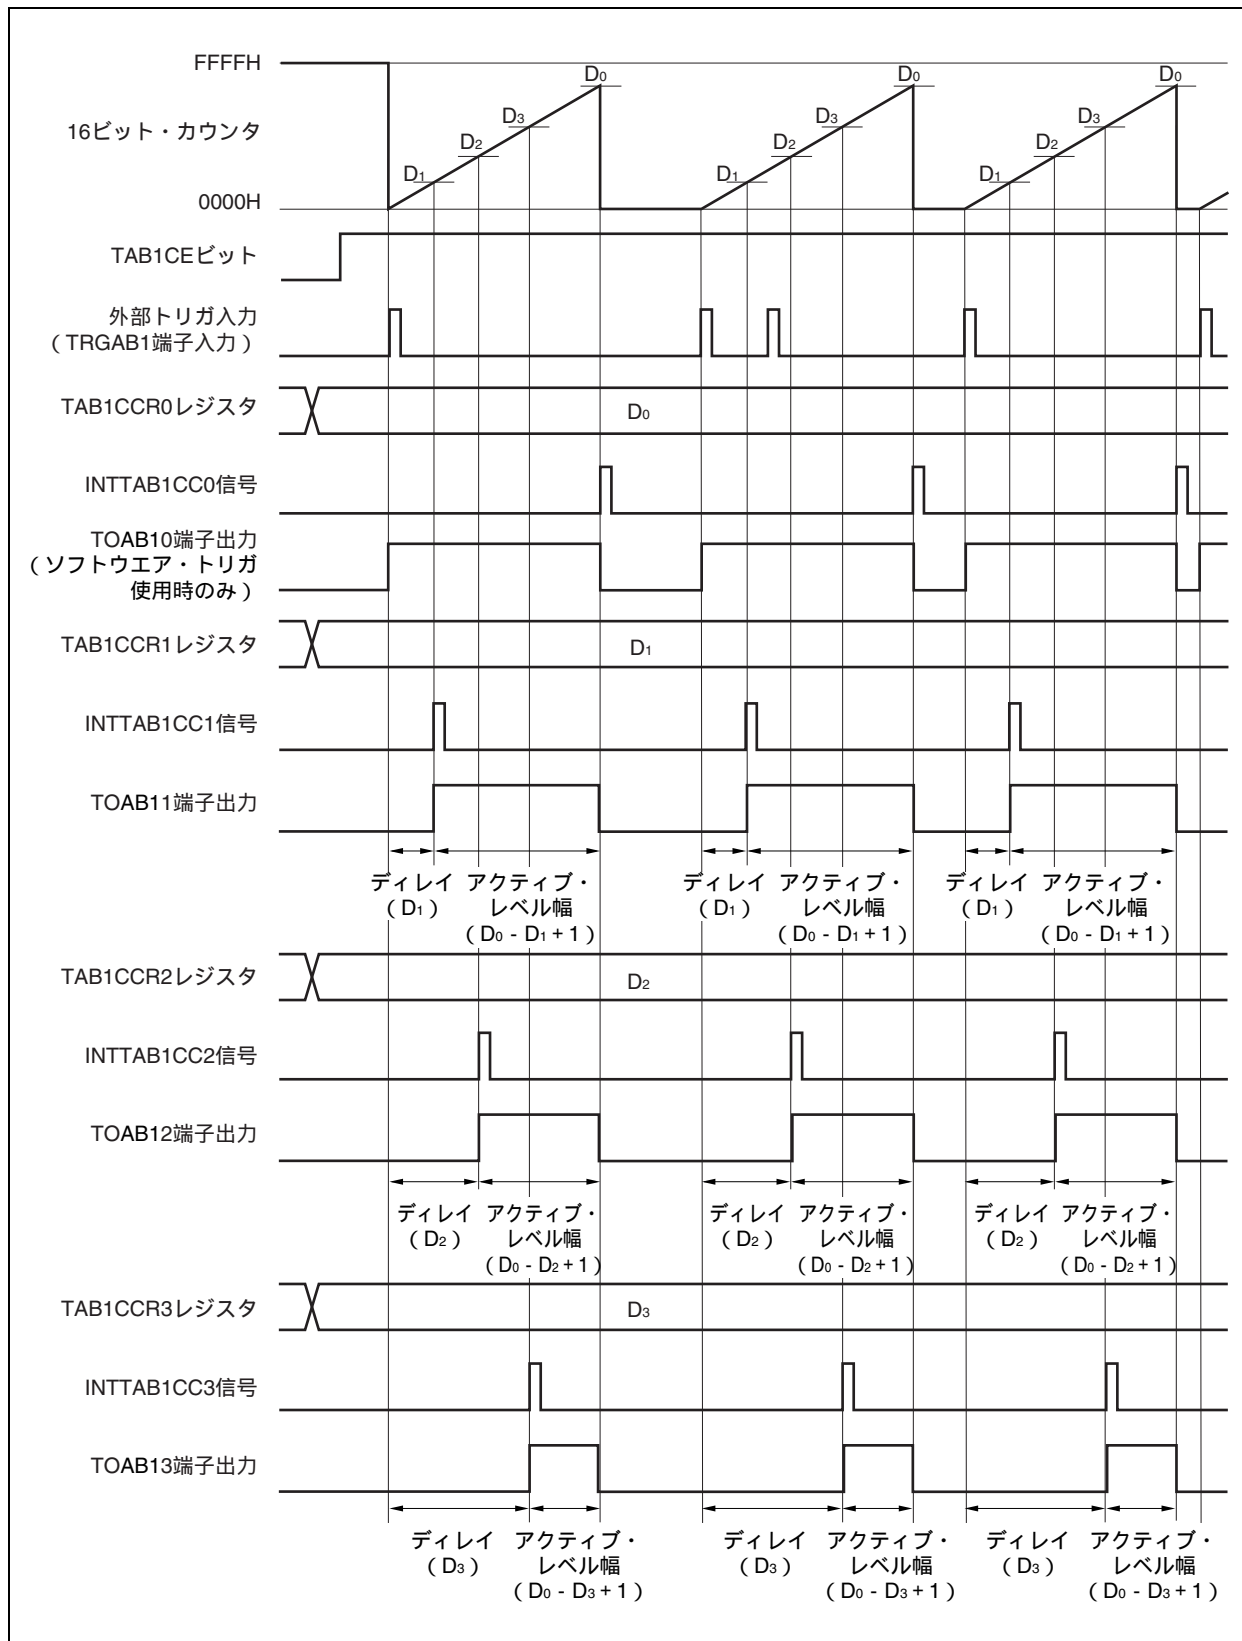 FFFFH
D0 D0 D0
16ビット・カウンタ
D3 D3 D3
D2 D2 D2
D1 D1 D1
0000H
TAB1CEビット
外部トリガ入力
(TRGAB1端子入力)
TAB1CCR0レジスタ
D0
INTTAB1CC0信号
TOAB10端子出力
(ソフトウエア・トリガ
使用時のみ)
TAB1CCR1レジスタ
D1
INTTAB1CC1信号
TOAB11端子出力
ディレイ アクティブ・ ディレイ アクティブ・ ディレイ アクティブ・
(D1) レベル幅 (D1) レベル幅 (D1) レベル幅
(D0 - D1 + 1) (D0 - D1 + 1) (D0 - D1 + 1)
TAB1CCR2レジスタ
D2
INTTAB1CC2信号
TOAB12端子出力
ディレイ アクティブ・ ディレイ アクティブ・ ディレイ アクティブ・
(D2) レベル幅 (D2) レベル幅 (D2) レベル幅
(D0 - D2 + 1) (D0 - D2 + 1) (D0 - D2 + 1)
TAB1CCR3レジスタ
D3
INTTAB1CC3信号
TOAB13端子出力
ディレイ アクティブ・ ディレイ アクティブ・ ディレイ アクティブ・
(D3) レベル幅 (D3) レベル幅 (D3) レベル幅
(D0 - D3 + 1) (D0 - D3 + 1) (D0 - D3 + 1)